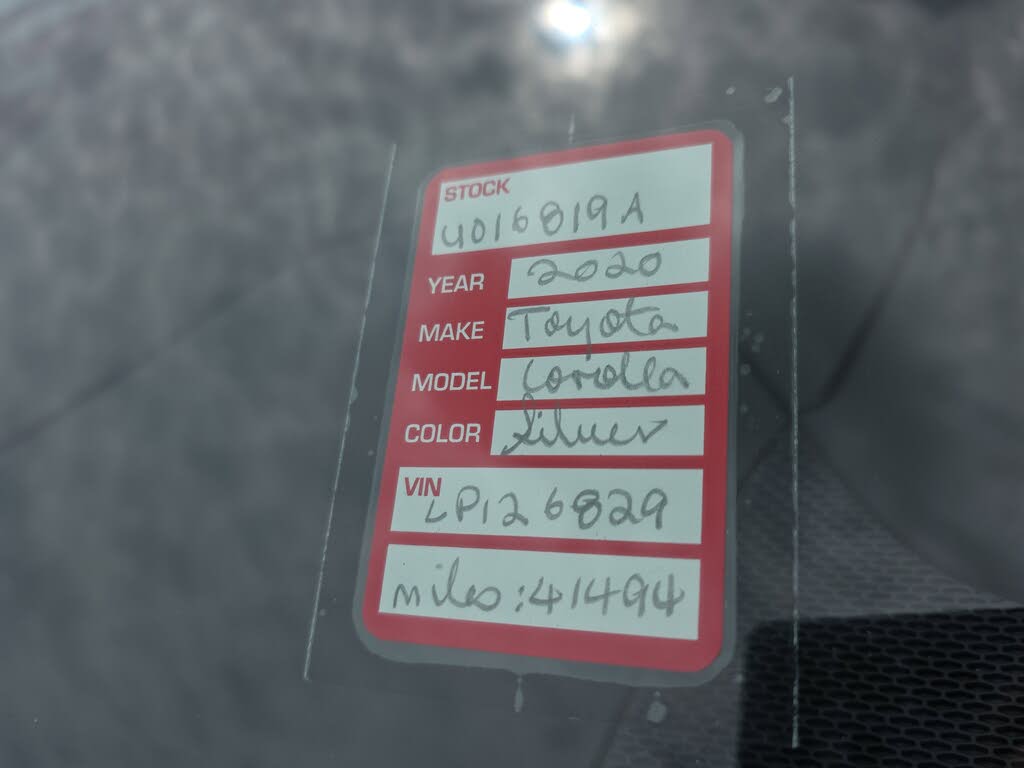 STOCK
4016819A
YEAR 2020
MAKE Toyota
MODEL Corolla
COLOR Silver
VIN LP126829
miles: 41494